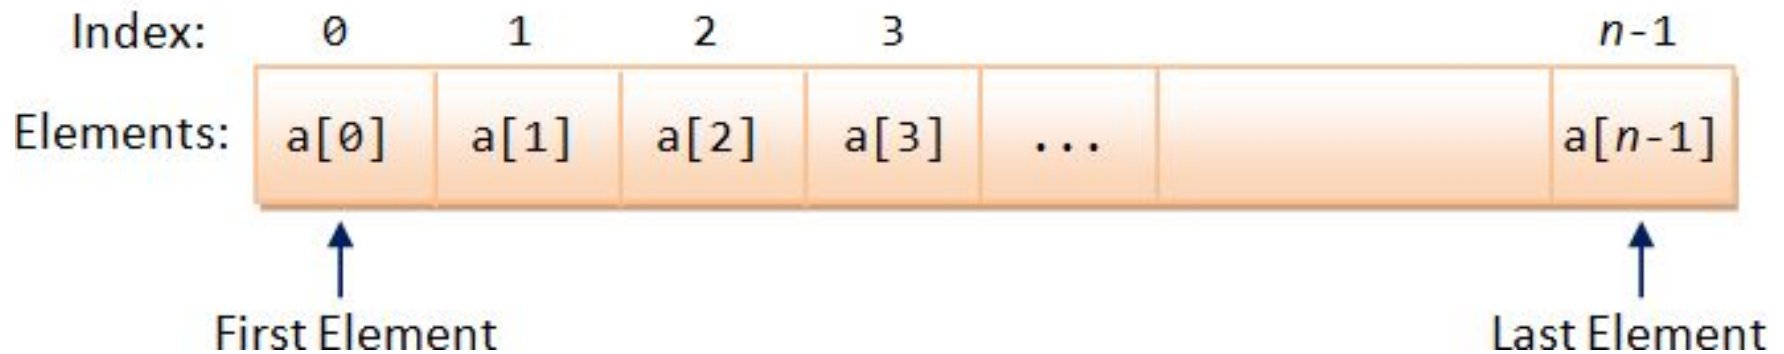 Index: 0 1 2 3 n-1
Elements: a[0] a[1] a[2] a[3] ... a[n-1]
First Element Last Element